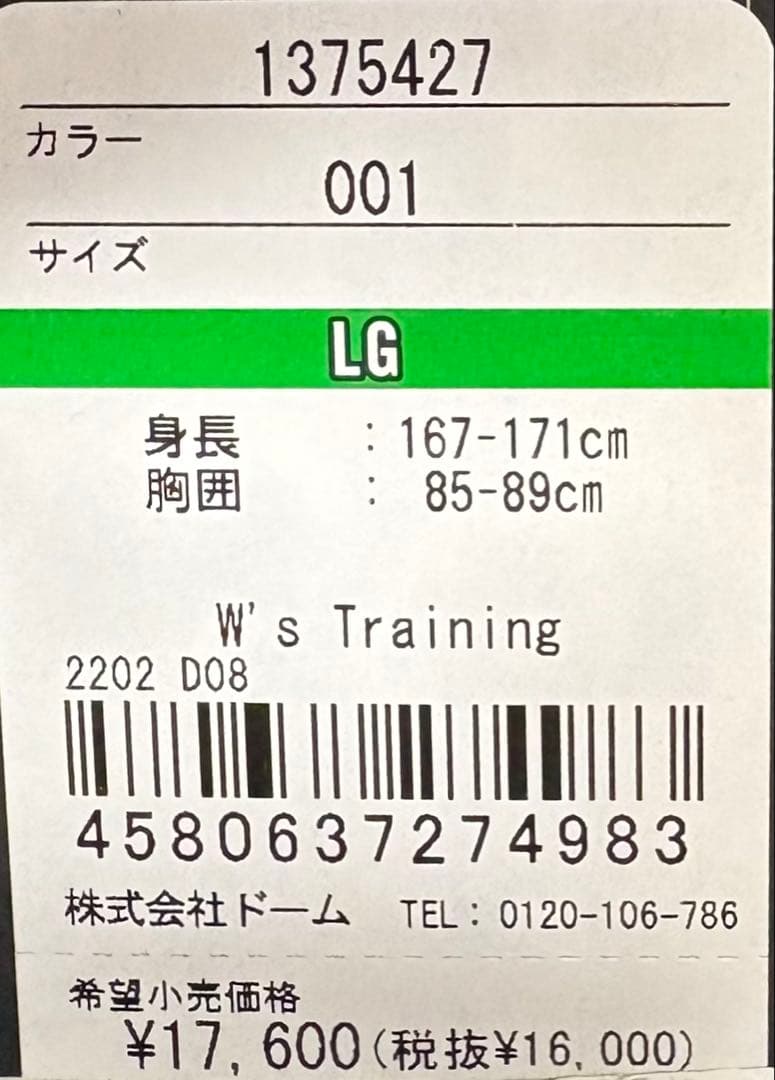 1375427
カラー
001
サイズ
LG
身長 : 167-171cm
胸囲 : 85-89cm
W's Training
2202 D08
4580637274983
株式会社ドーム TEL: 0120-106-786
希望小売価格
¥17,600(税抜¥16,000)